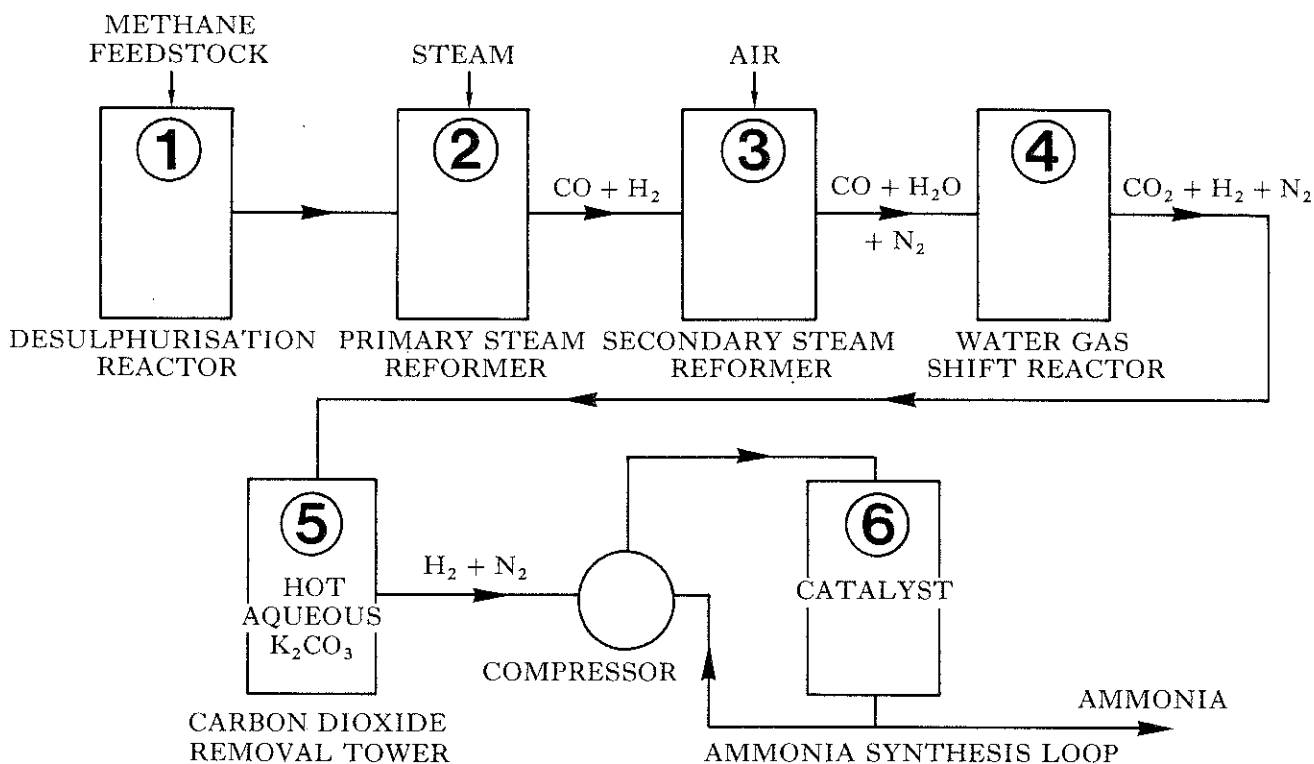 METHANE
FEEDSTOCK
STEAM
AIR
1
2
3
4
CO + H₂
CO + H₂O
+ N₂
CO₂ + H₂ + N₂
DESULPHURISATION
REACTOR
PRIMARY STEAM
REFORMER
SECONDARY STEAM
REFORMER
WATER GAS
SHIFT REACTOR
5
HOT
AQUEOUS
K₂CO₃
H₂ + N₂
COMPRESSOR
6
CATALYST
CARBON DIOXIDE
REMOVAL TOWER
AMMONIA
AMMONIA SYNTHESIS LOOP